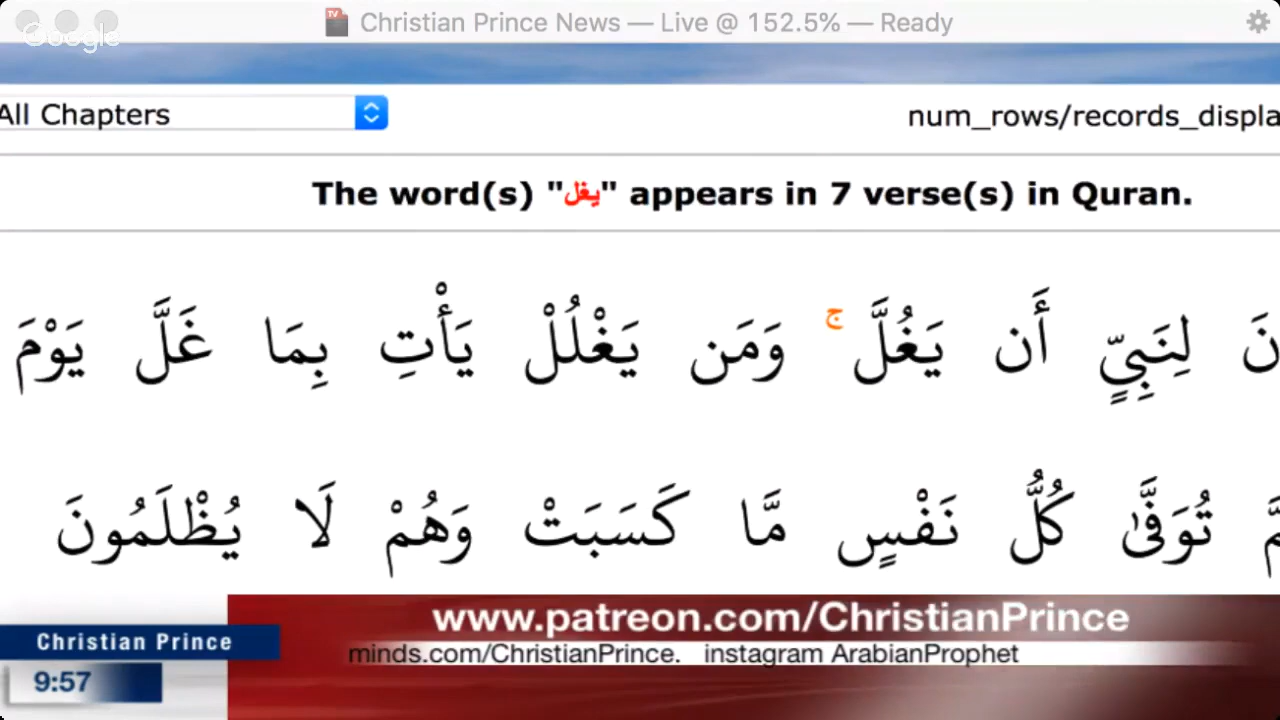 Christian Prince News — Live @ 152.5% — Ready
Google
All Chapters
num_rows/records_displa
The word(s) "يغل" appears in 7 verse(s) in Quran.
نَ لِنَبِيٍّ أَن يَغُلَّ ۚ وَمَن يَغْلُلْ يَأْتِ بِمَا غَلَّ يَوْمَ
مَّ تُوَفَّىٰ كُلُّ نَفْسٍ مَّا كَسَبَتْ وَهُمْ لَا يُظْلَمُونَ
www.patreon.com/ChristianPrince
Christian Prince
minds.com/ChristianPrince. instagram ArabianProphet
9:57